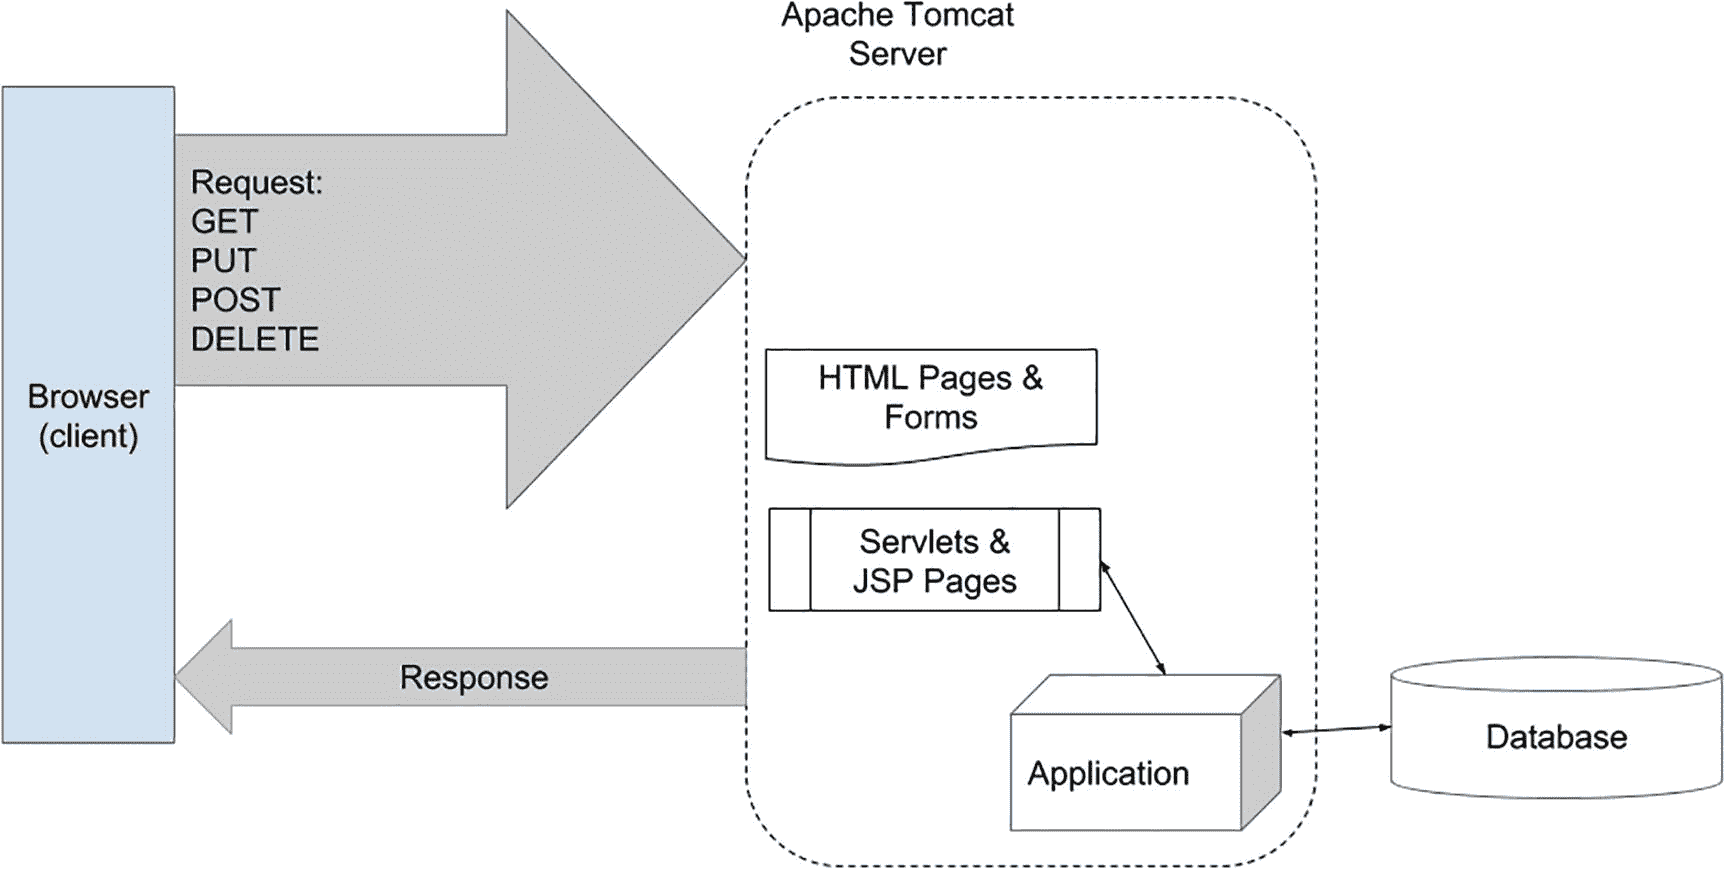 Apache Tomcat
Server
Request:
GET
PUT
POST
DELETE
Browser
(client)
HTML Pages &
Forms
Servlets &
JSP Pages
Response
Application
Database